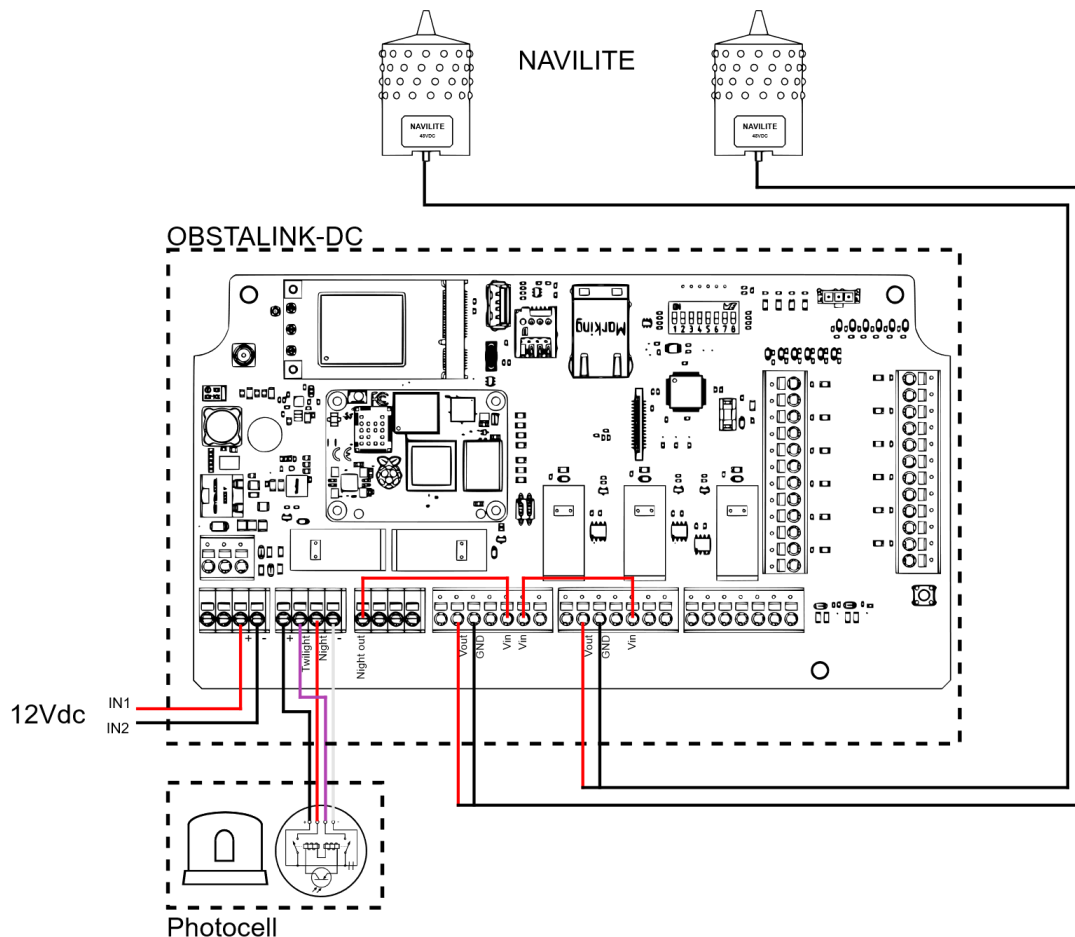 NAVILITE
NAVILITE
48VDC
NAVILITE
48VDC
OBSTALINK-DC
Marking
1 2 3 4 5 6 7 8
+
-
+
Twilight
Night
-
Night out
Vout
GND
Vin
Vin
Vout
GND
Vin
12Vdc
IN1
IN2
Photocell